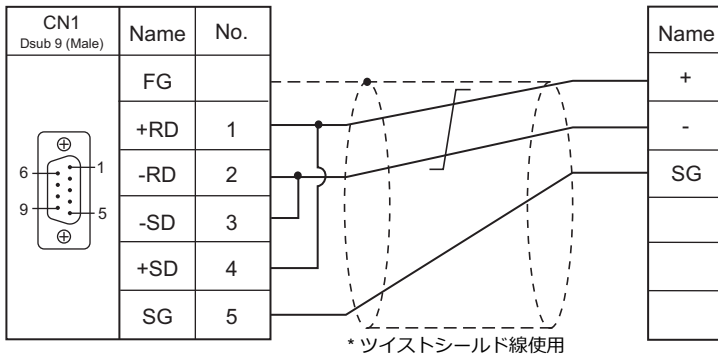 CN1
Dsub 9 (Male)
Name
No.
Name
FG
+
+RD
1
-
-RD
2
SG
-SD
3
+SD
4
SG
5
6
1
9
5
* ツイストシールド線使用